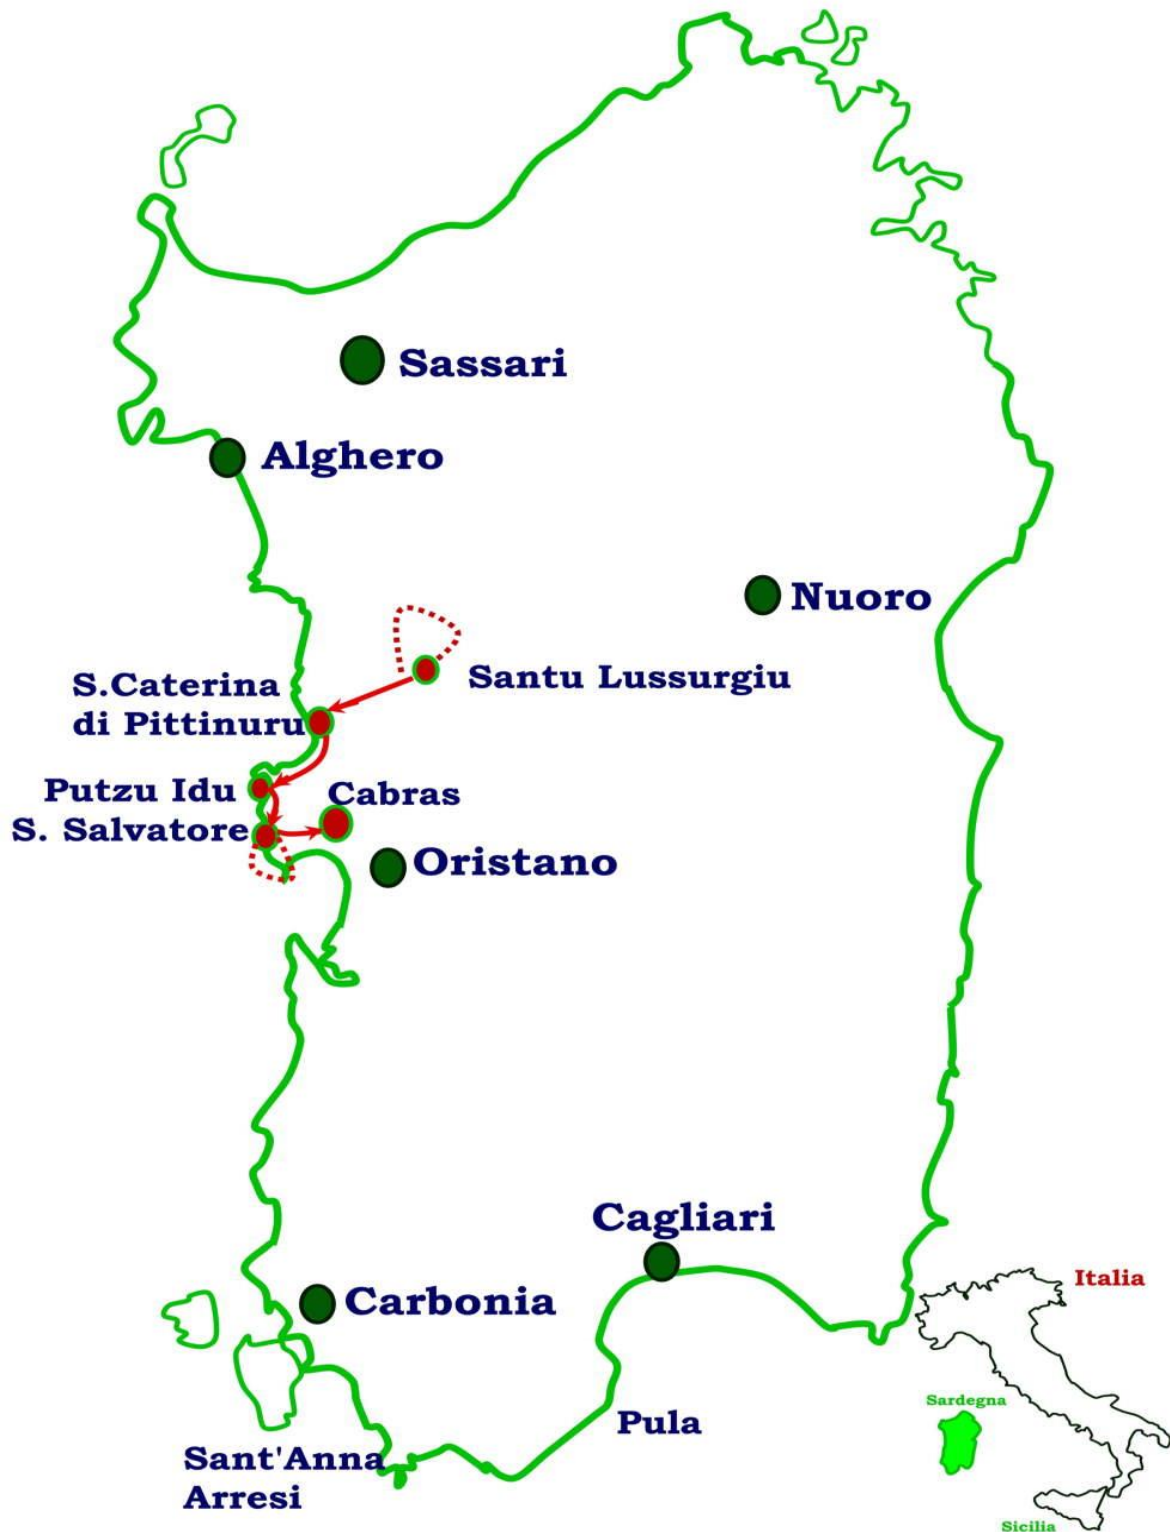 Sassari
Alghero
Nuoro
S.Caterina
di Pittinuru
Santu Lussurgiu
Putzu Idu
Cabras
S. Salvatore
Oristano
Cagliari
Carbonia
Italia
Sardegna
Pula
Sant'Anna
Arresi
Sicilia